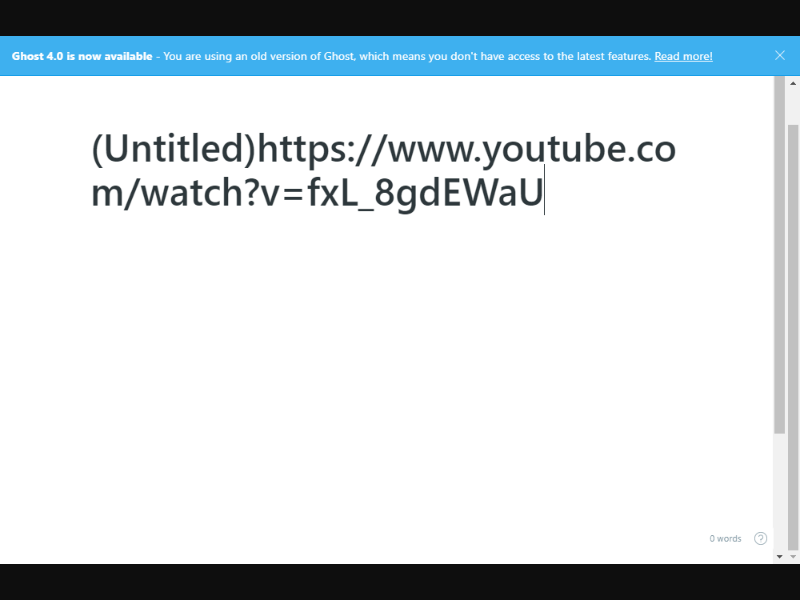 Ghost 4.0 is now available - You are using an old version of Ghost, which means you don't have access to the latest features. Read more!
(Untitled)https://www.youtube.co
m/watch?v=fxL_8gdEWaU
0 words
?